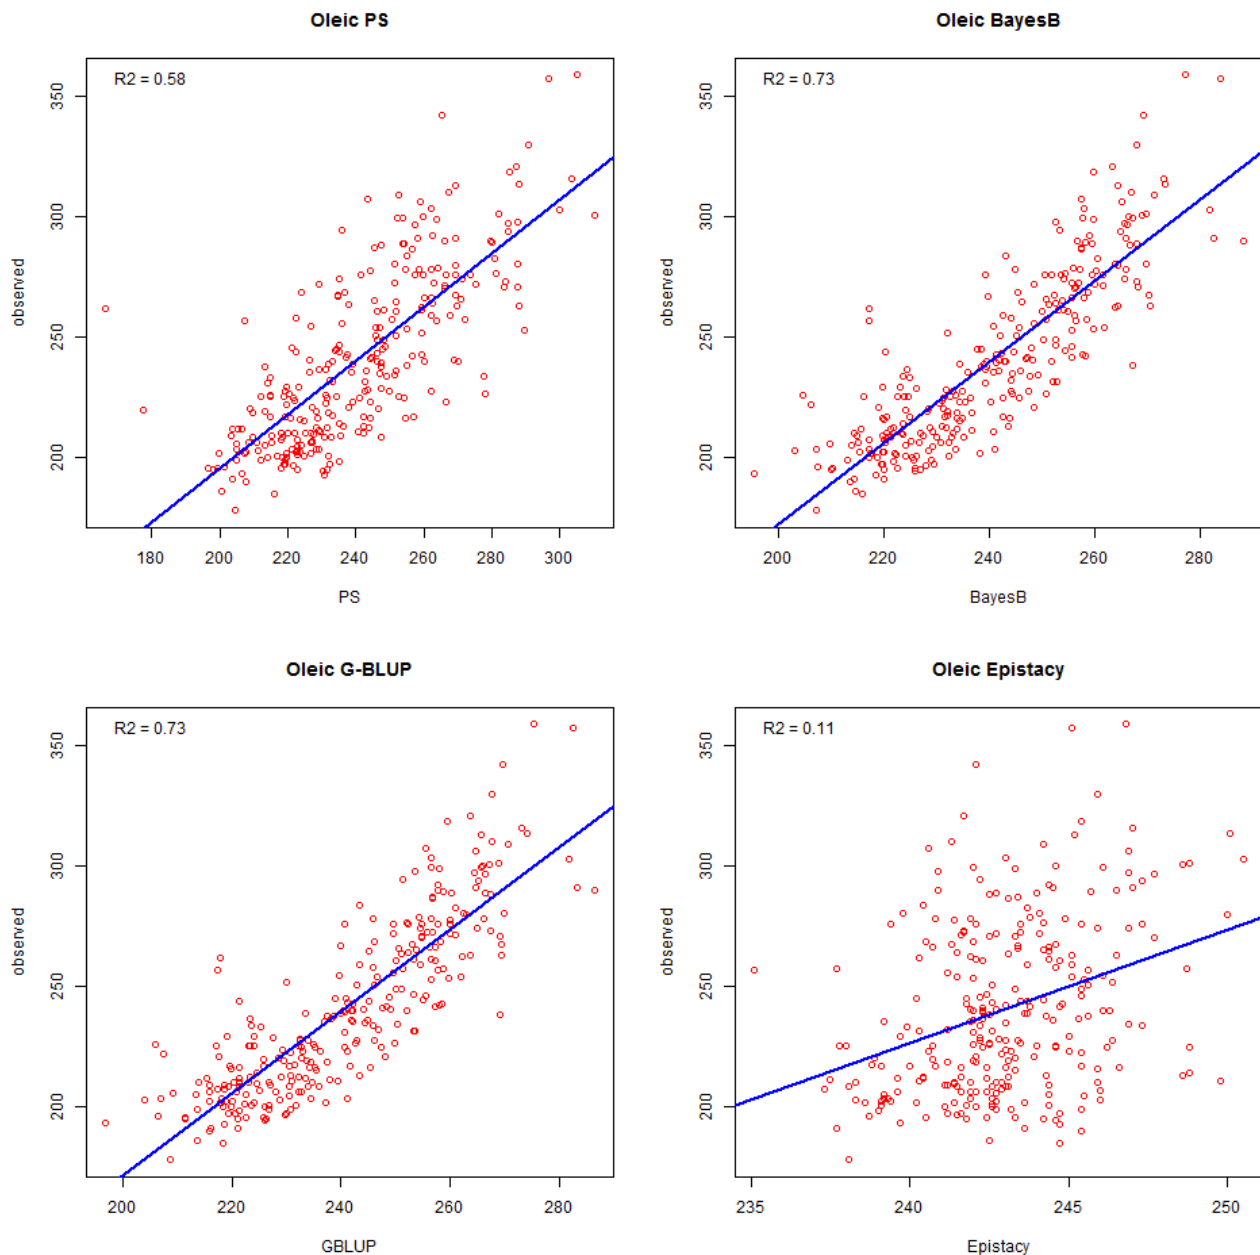 Oleic PS
R2 = 0.58
350
300
250
200
observed
180 200 220 240 260 280 300
PS
Oleic BayesB
R2 = 0.73
350
300
250
200
observed
200 220 240 260 280
BayesB
Oleic G-BLUP
R2 = 0.73
350
300
250
200
observed
200 220 240 260 280
GBLUP
Oleic Epistacy
R2 = 0.11
350
300
250
200
observed
235 240 245 250
Epistacy